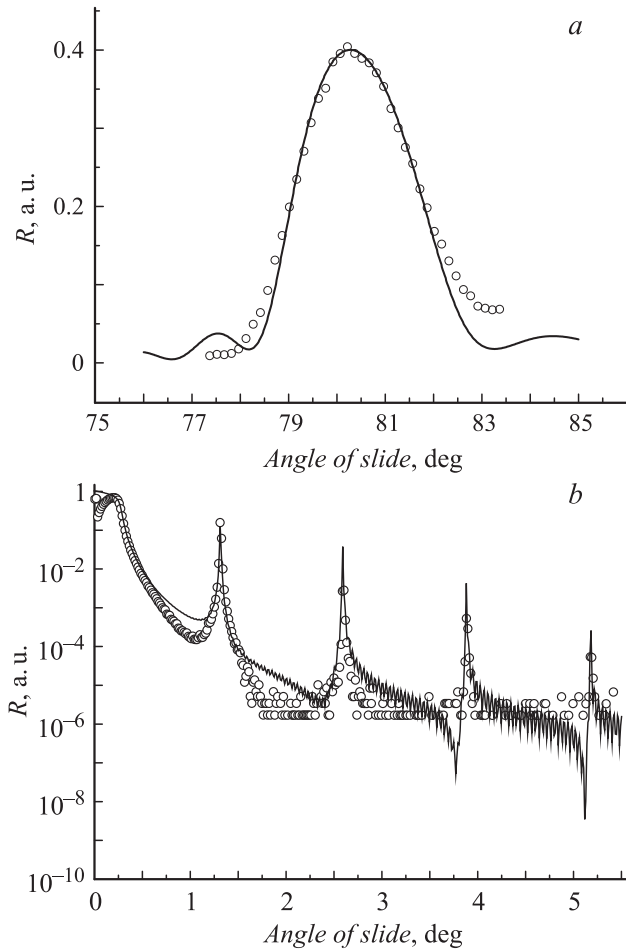 a
0.4
0.2
0
R, a.u.
75 77 79 81 83 85
Angle of slide, deg
b
1
10−2
10−4
10−6
10−8
10−10
R, a.u.
0 1 2 3 4 5
Angle of slide, deg